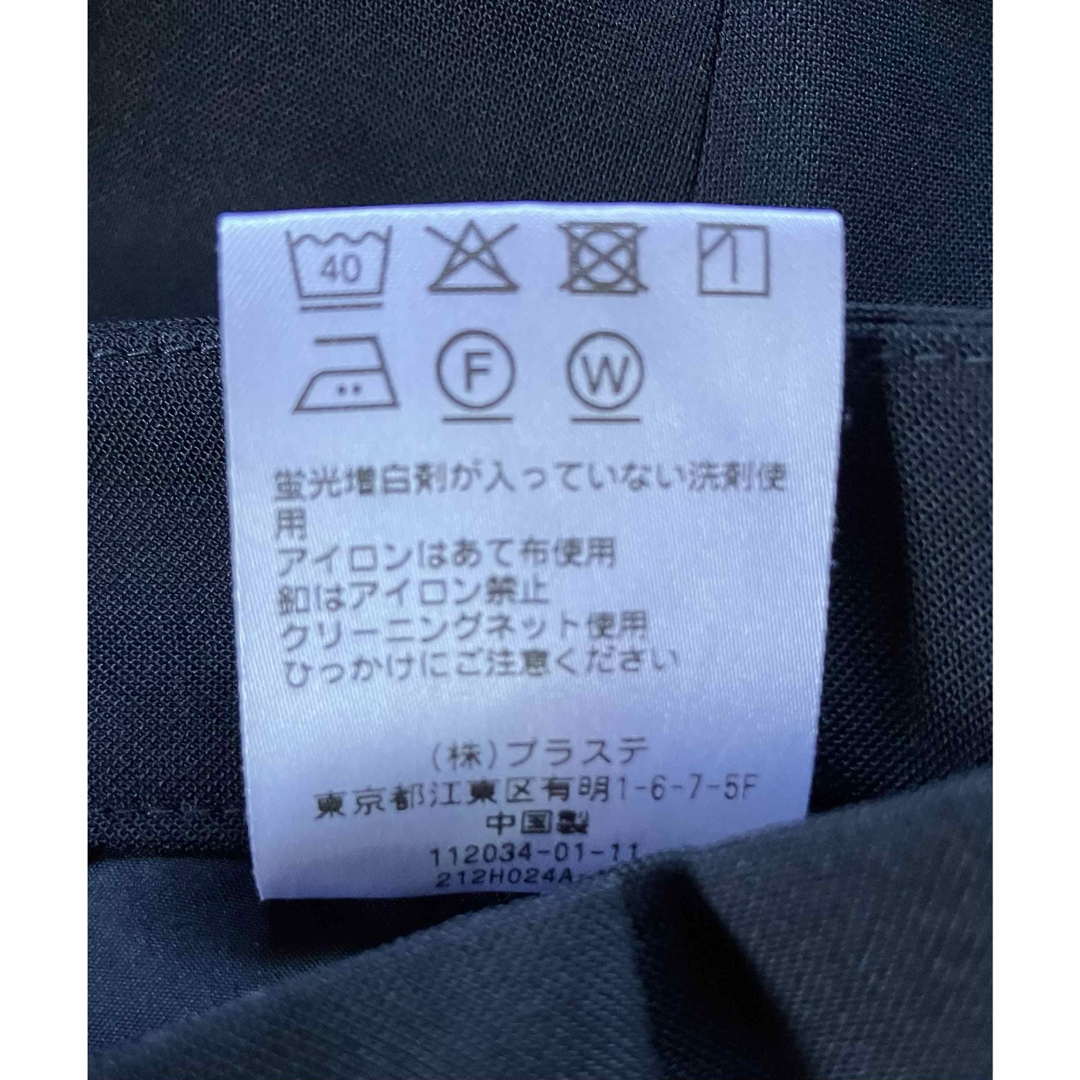 40
F W
蛍光増白剤が入っていない洗剤使
用
アイロンはあて布使用
釦はアイロン禁止
クリーニングネット使用
ひっかけにご注意ください
(株)プラステ
東京都江東区有明1-6-7-5F
中国製
112034-01-11
212H024A-